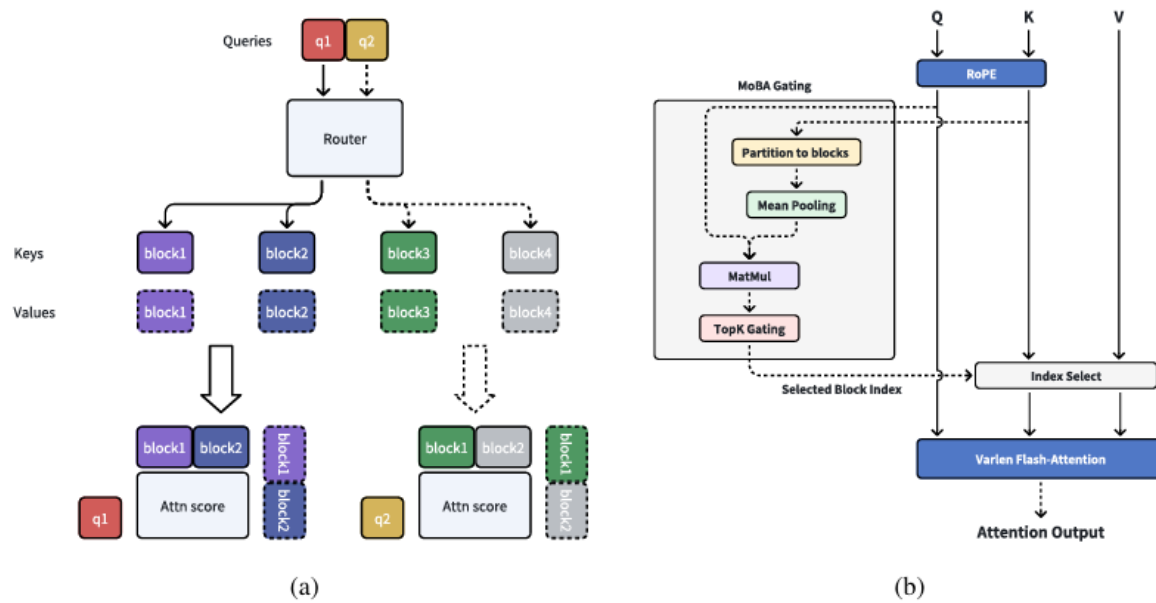 Queries
q1 q2
Router
Keys
block1 block2 block3 block4
Values
block1 block2 block3 block4
block1 block2
block1
block2
Attn score
q1
block1 block2
block1
block2
Attn score
q2
(a)
Q K V
RoPE
MoBA Gating
Partition to blocks
Mean Pooling
MatMul
TopK Gating
Selected Block Index
Index Select
Varlen Flash-Attention
Attention Output
(b)